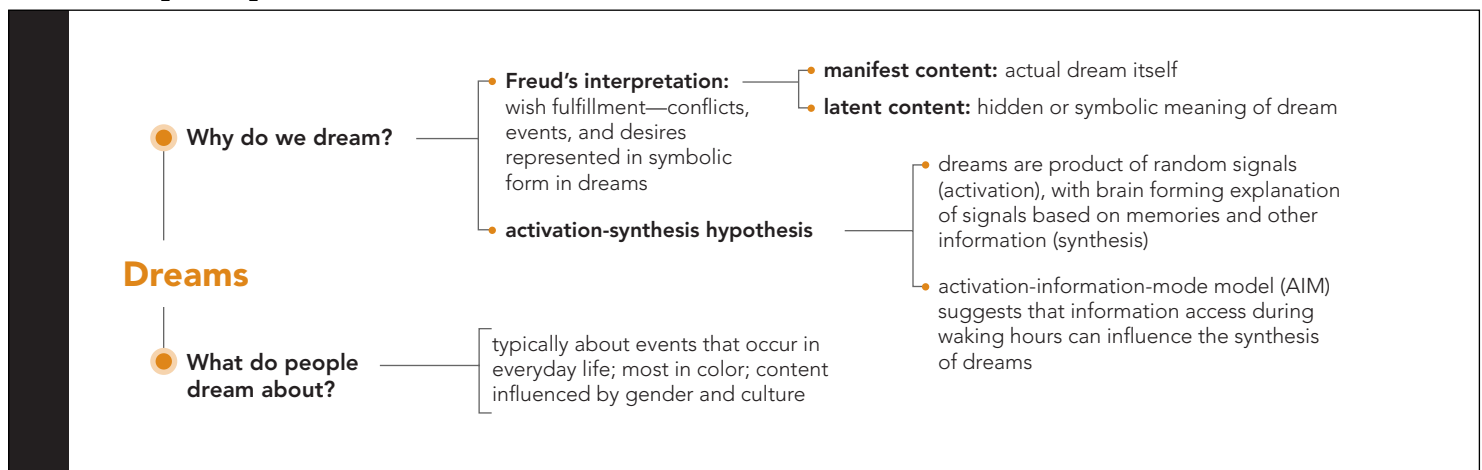 Dreams
Why do we dream?
Freud's interpretation:
wish fulfillment—conflicts,
events, and desires
represented in symbolic
form in dreams
manifest content: actual dream itself
latent content: hidden or symbolic meaning of dream
activation-synthesis hypothesis
dreams are product of random signals
(activation), with brain forming explanation
of signals based on memories and other
information (synthesis)
activation-information-mode model (AIM)
suggests that information access during
waking hours can influence the synthesis
of dreams
What do people
dream about?
typically about events that occur in
everyday life; most in color; content
influenced by gender and culture